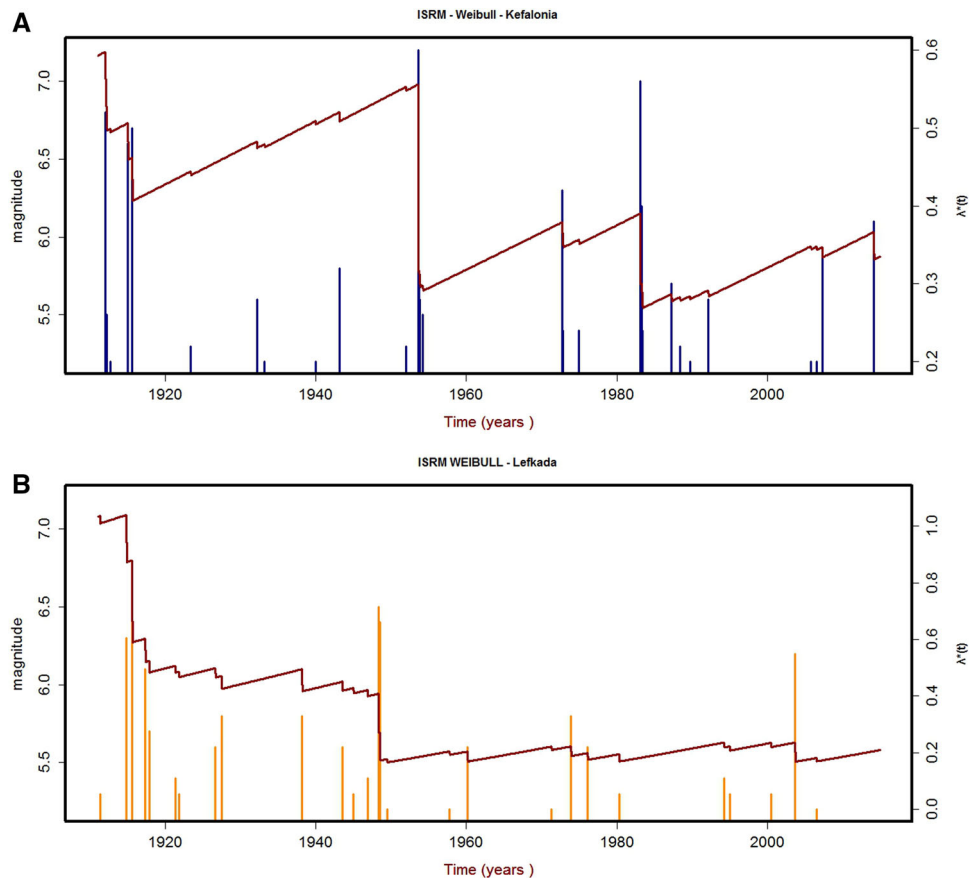 A
ISRM - Weibull - Kefalonia
magnitude
7.0
6.5
6.0
5.5
0.6
0.5
0.4
0.3
0.2
λ*(t)
1920
1940
1960
1980
2000
Time (years )
B
ISRM WEIBULL - Lefkada
magnitude
7.0
6.5
6.0
5.5
1.0
0.8
0.6
0.4
0.2
0.0
λ*(t)
1920
1940
1960
1980
2000
Time (years )